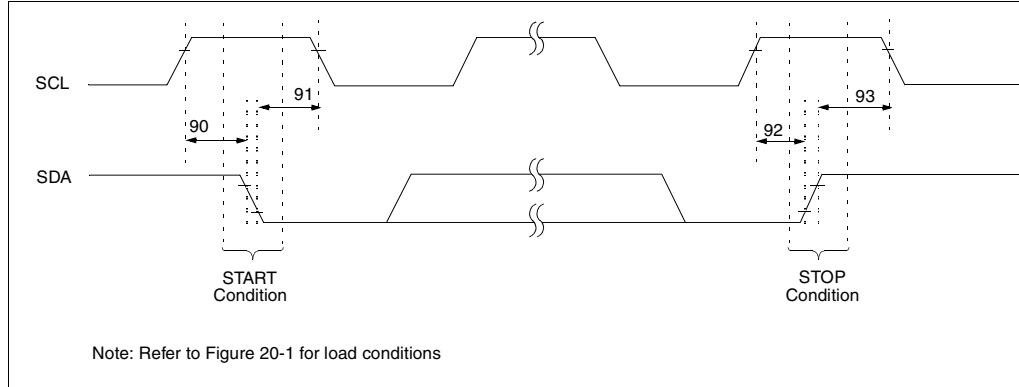 SCL
91
93
90
92
SDA
START
Condition
STOP
Condition
Note: Refer to Figure 20-1 for load conditions